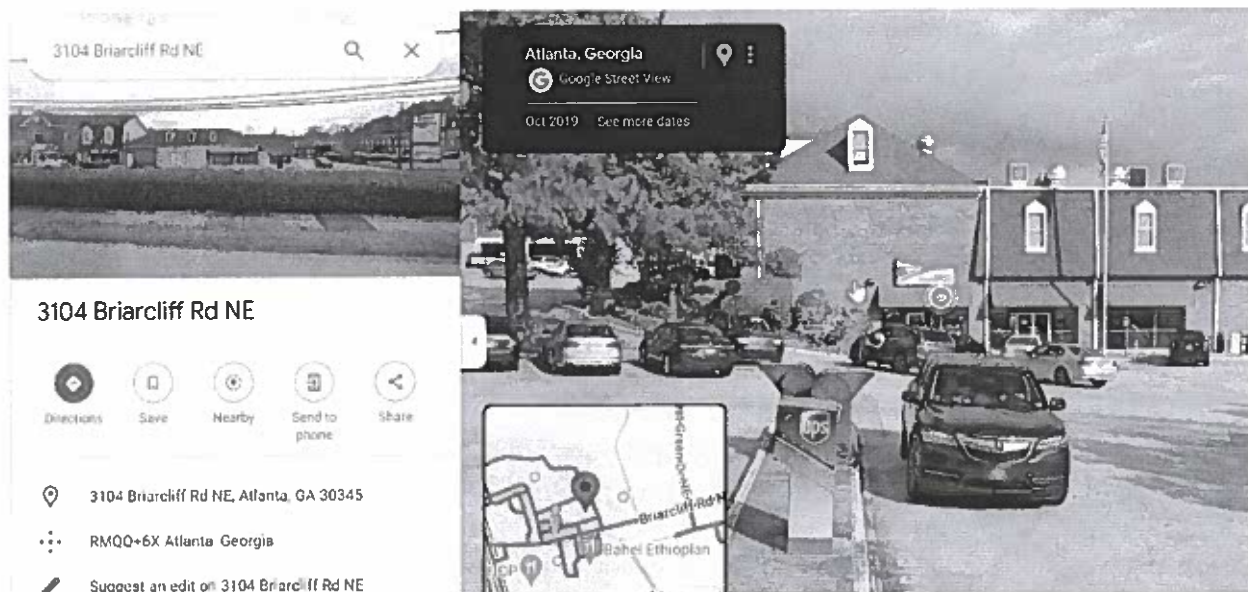 3104 Briarcliff Rd NE
3104 Briarcliff Rd NE
Directions
Save
Nearby
Send to
phone
Share
3104 Briarcliff Rd NE, Atlanta, GA 30345
Atlanta Georgia
Suggest an edit on 3104 Briarcliff Rd NE
Atlanta, Georgia
G Google Street View
Oct 2019 See more dates
ups
Briarcliff-Rd-N
Bahel Ethiopian
CP